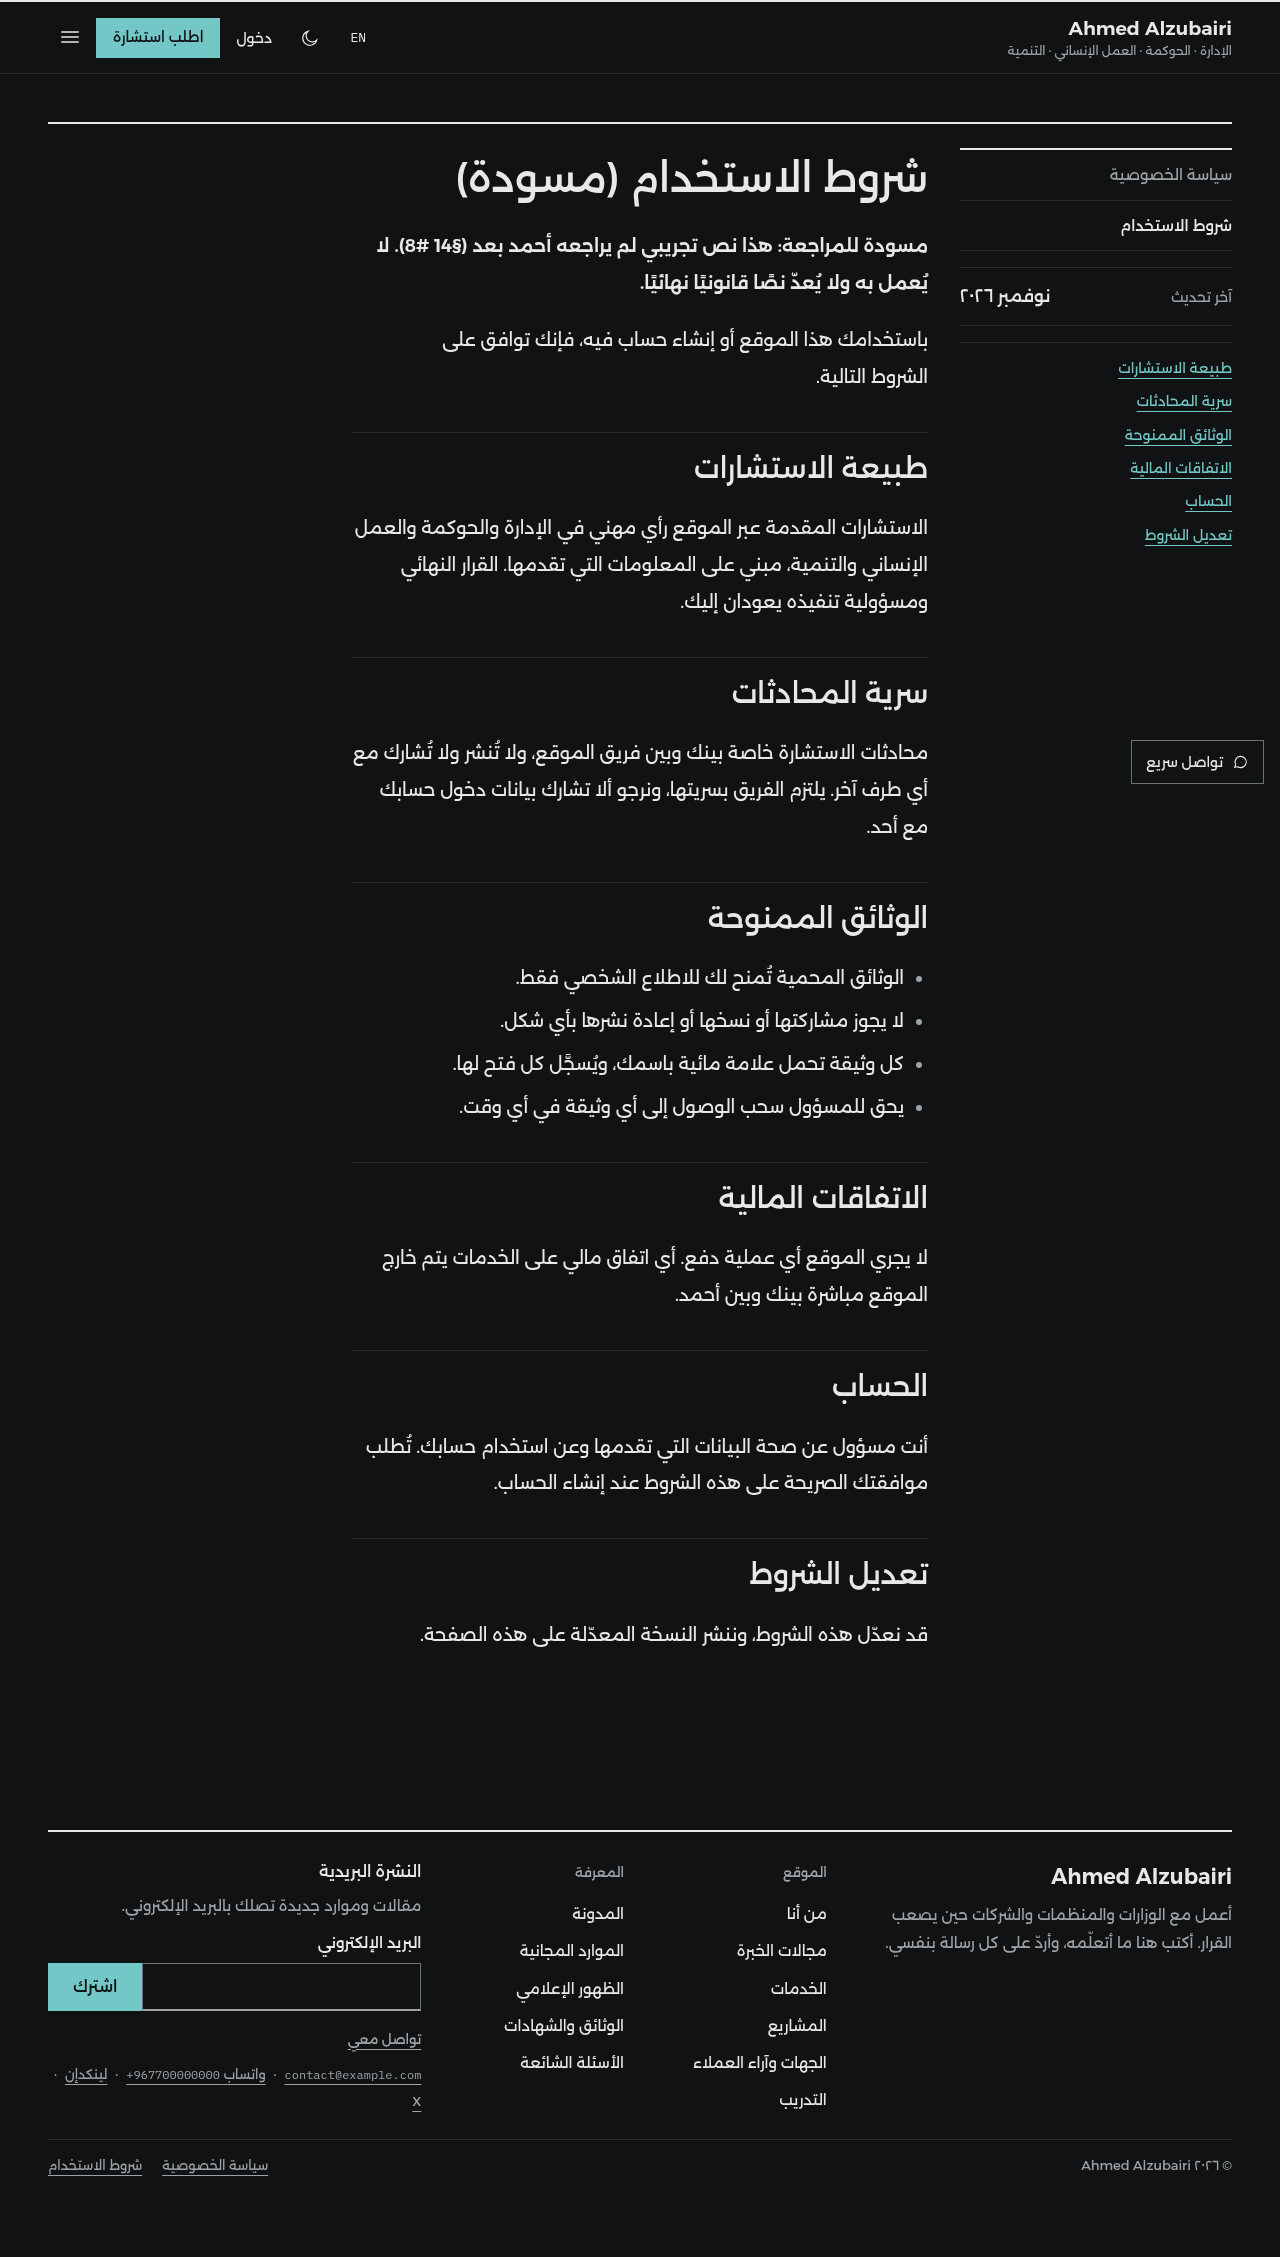 Ahmed Alzubairi
الإدارة · الحوكمة · العمل الإنساني · التنمية
EN
دخول
اطلب استشارة
سياسة الخصوصية
شروط الاستخدام
آخر تحديث
نوفمبر ٢٠٢٦
طبيعة الاستشارات
سرية المحادثات
الوثائق الممنوحة
الاتفاقات المالية
الحساب
تعديل الشروط
شروط الاستخدام (مسودة)
مسودة للمراجعة: هذا نص تجريبي لم يراجعه أحمد بعد (§14 #8). لا
يُعمل به ولا يُعدّ نصًا قانونيًا نهائيًا.
باستخدامك هذا الموقع أو إنشاء حساب فيه، فإنك توافق على
الشروط التالية.
طبيعة الاستشارات
الاستشارات المقدمة عبر الموقع رأي مهني في الإدارة والحوكمة والعمل
الإنساني والتنمية، مبني على المعلومات التي تقدمها. القرار النهائي
ومسؤولية تنفيذه يعودان إليك.
سرية المحادثات
محادثات الاستشارة خاصة بينك وبين فريق الموقع، ولا تُنشر ولا تُشارك مع
أي طرف آخر. يلتزم الفريق بسريتها، ونرجو ألا تشارك بيانات دخول حسابك
مع أحد.
تواصل سريع
الوثائق الممنوحة
• الوثائق المحمية تُمنح لك للاطلاع الشخصي فقط.
• لا يجوز مشاركتها أو نسخها أو إعادة نشرها بأي شكل.
• كل وثيقة تحمل علامة مائية باسمك، ويُسجَّل كل فتح لها.
• يحق للمسؤول سحب الوصول إلى أي وثيقة في أي وقت.
الاتفاقات المالية
لا يجري الموقع أي عملية دفع. أي اتفاق مالي على الخدمات يتم خارج
الموقع مباشرة بينك وبين أحمد.
الحساب
أنت مسؤول عن صحة البيانات التي تقدمها وعن استخدام حسابك. تُطلب
موافقتك الصريحة على هذه الشروط عند إنشاء الحساب.
تعديل الشروط
قد نعدّل هذه الشروط، وننشر النسخة المعدّلة على هذه الصفحة.
Ahmed Alzubairi
أعمل مع الوزارات والمنظمات والشركات حين يصعب
القرار. أكتب هنا ما أتعلّمه، وأردّ على كل رسالة بنفسي.
الموقع
من أنا
مجالات الخبرة
الخدمات
المشاريع
الجهات وآراء العملاء
التدريب
المعرفة
المدونة
الموارد المجانية
الظهور الإعلامي
الوثائق والشهادات
الأسئلة الشائعة
النشرة البريدية
مقالات وموارد جديدة تصلك بالبريد الإلكتروني.
البريد الإلكتروني
اشترك
تواصل معي
contact@example.com · واتساب +967700000000 · لينكدإن ·
X
© ٢٠٢٦ Ahmed Alzubairi
سياسة الخصوصية
شروط الاستخدام